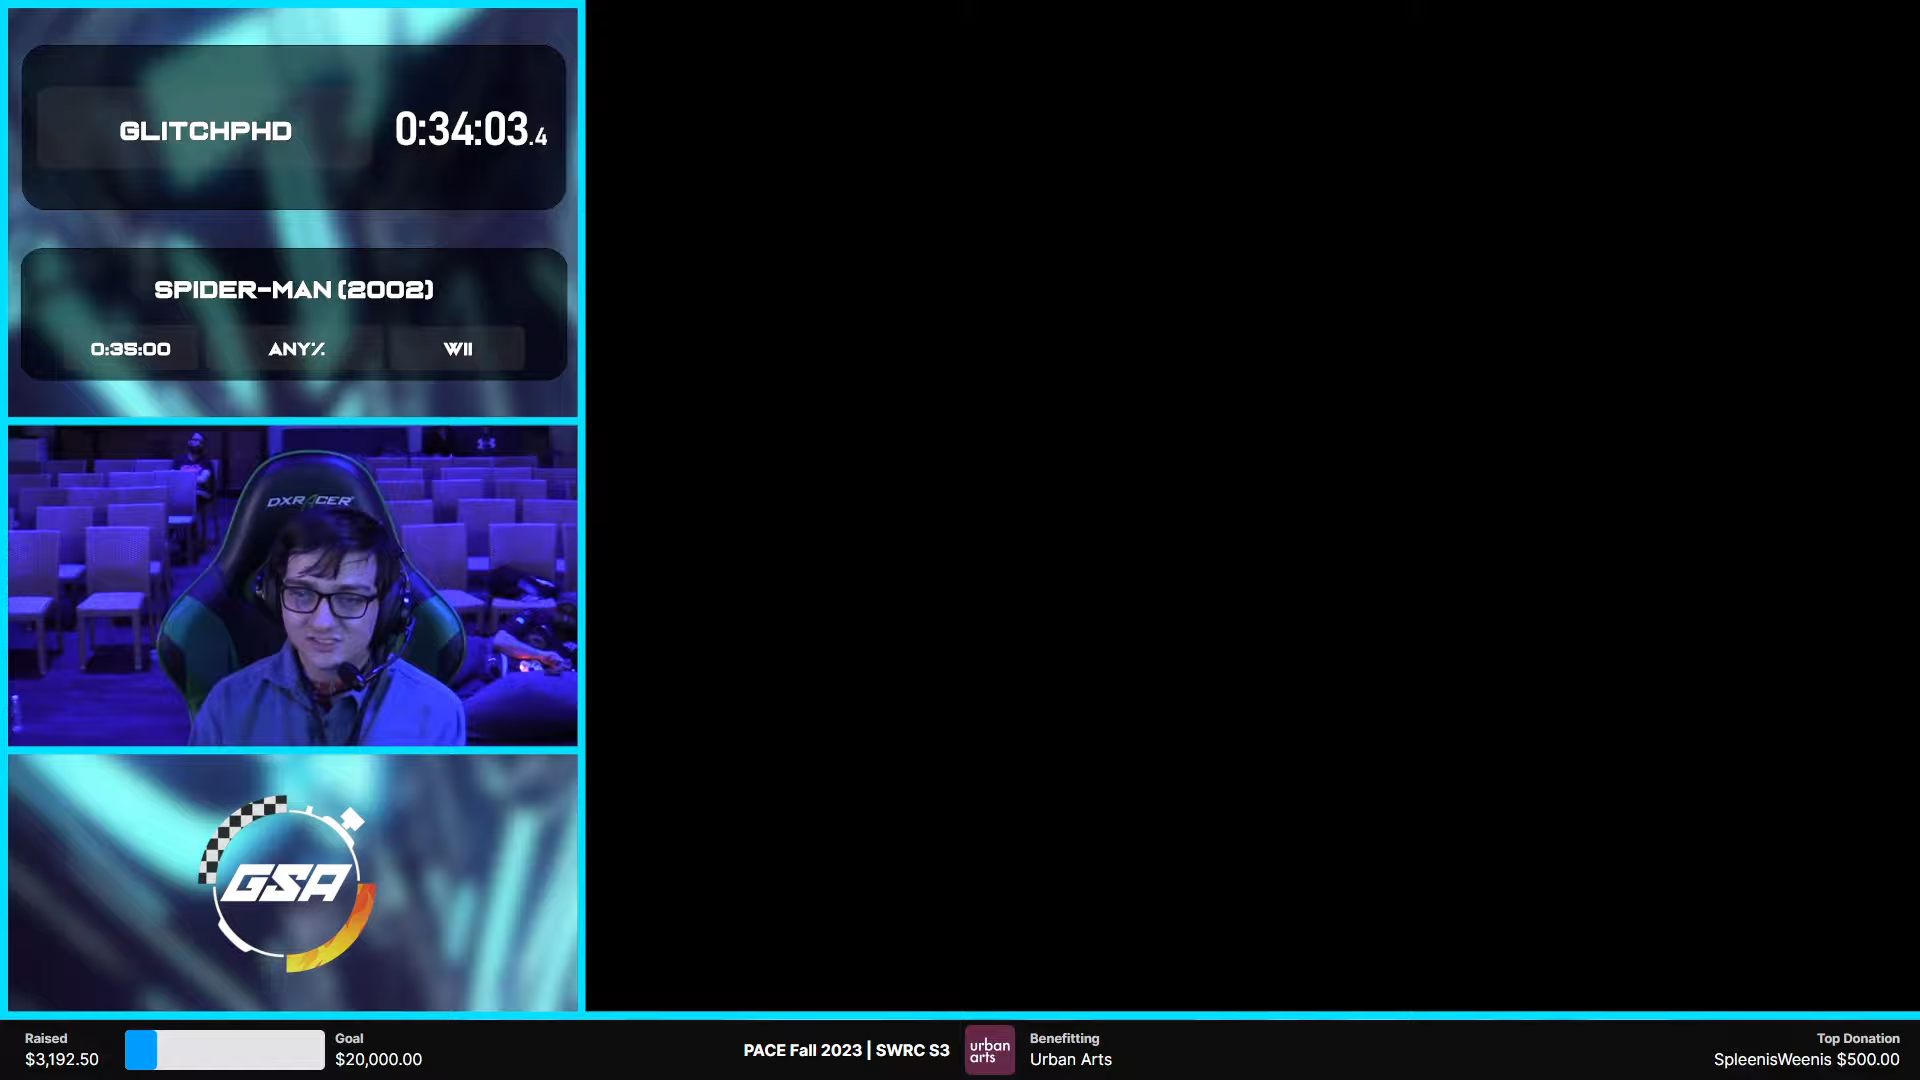 GLITCHPHD
0:34:03.4
SPIDER-MAN (2002)
0:35:00
ANY%
WII
DXRACER
GSA
Raised
$3,192.50
Goal
$20,000.00
PACE Fall 2023 | SWRC S3
urban
arts
Benefitting
Urban Arts
Top Donation
SpleenisWeenis $500.00